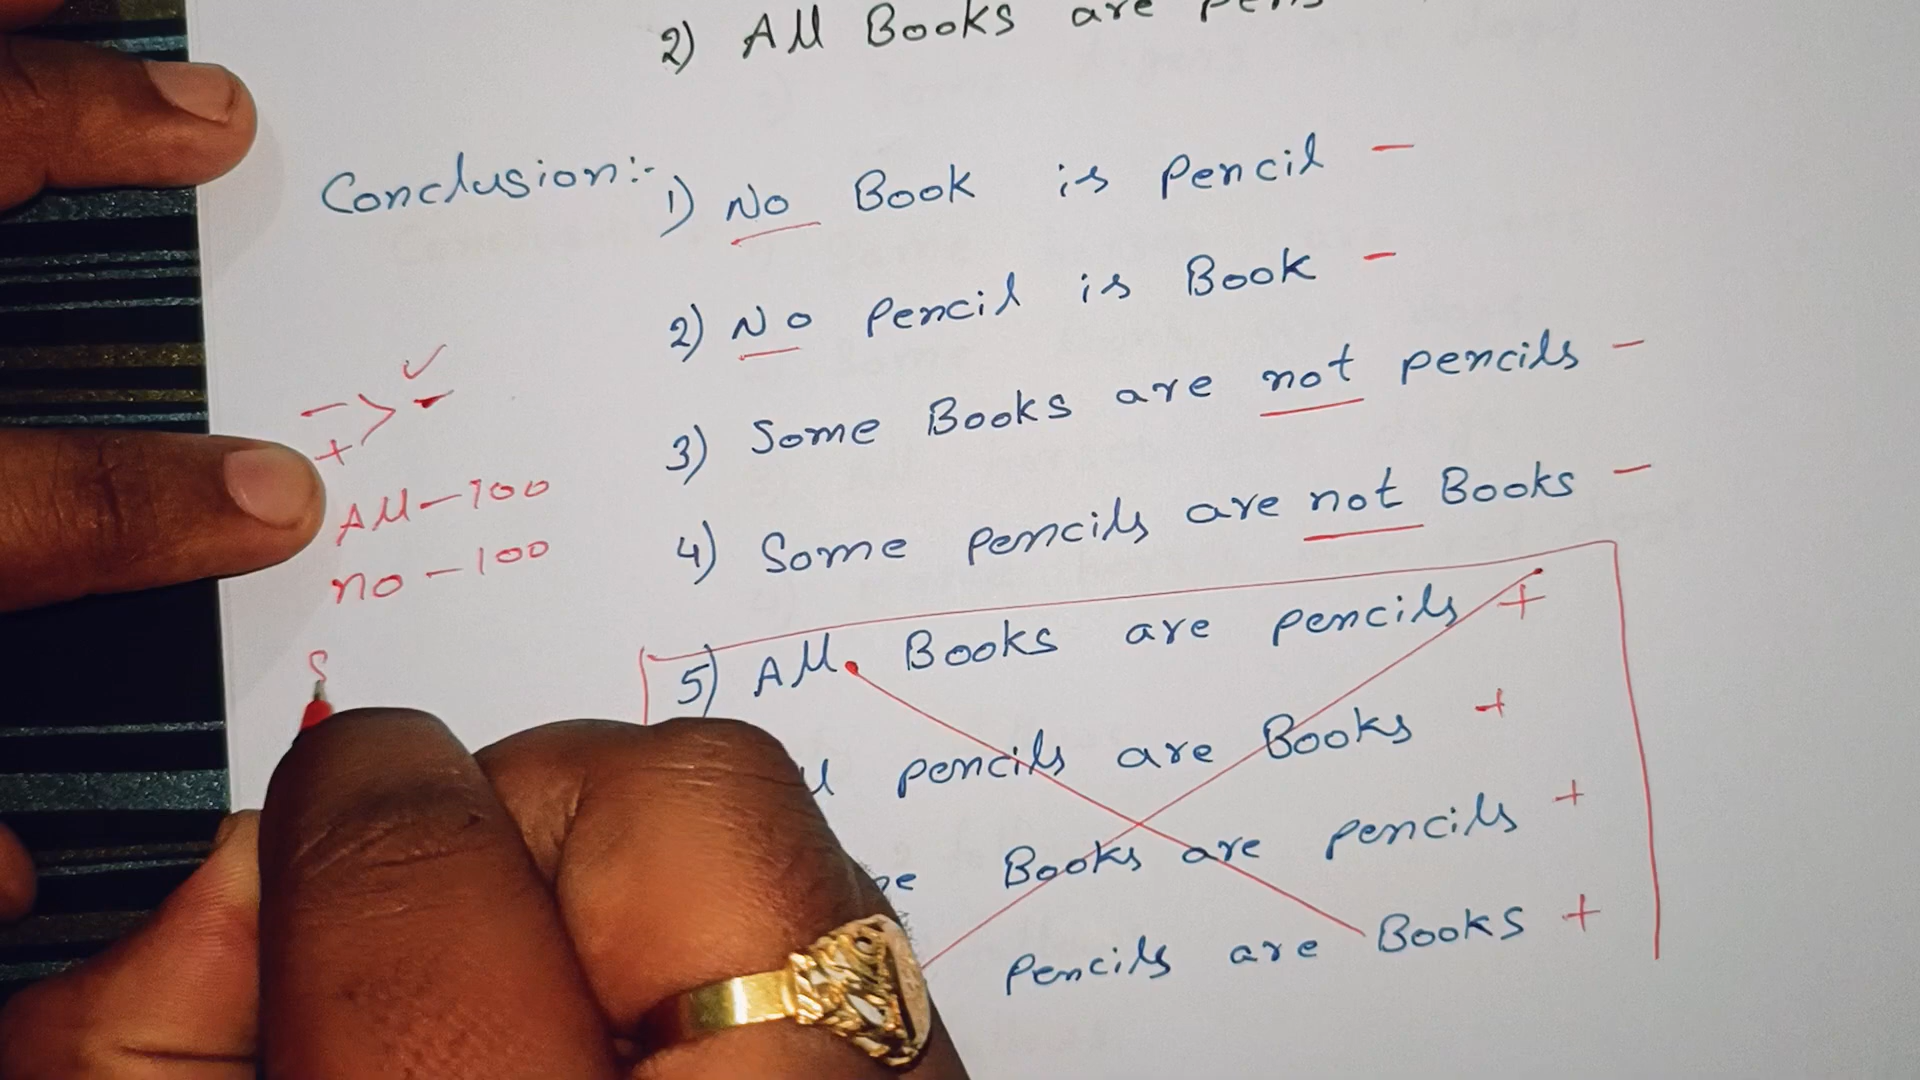 2) All Books are pens
Conclusion:- 1) No Book is Pencil -
2) No Pencil is Book -
3) Some Books are not pencils -
4) Some pencils are not Books -
5) All Books are pencils +
pencils are Books +
Books are pencils +
Pencils are Books +
- > - ✓
+
All - 100
no - 100
S